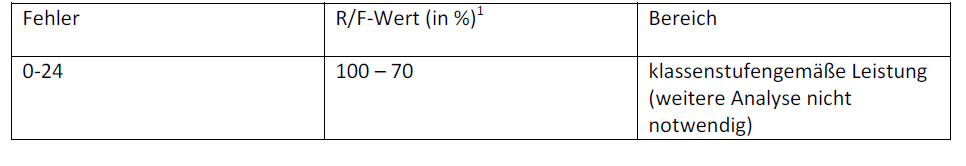 Fehler R/F-Wert (in %)¹ Bereich
0-24 100 – 70 klassenstufengemäße Leistung
(weitere Analyse nicht
notwendig)